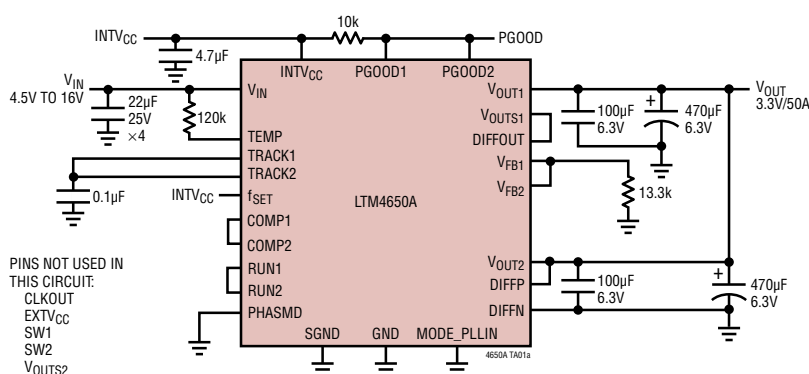 10k
INTVCC
PGOOD
4.7µF
INTVCC
PGOOD1
PGOOD2
VIN
4.5V TO 16V
22µF
25V
×4
120k
VIN
TEMP
TRACK1
TRACK2
0.1µF
INTVCC
fSET
COMP1
COMP2
RUN1
RUN2
PHASMD
LTM4650A
VOUT1
VOUTS1
DIFFOUT
VFB1
VFB2
VOUT2
DIFFP
DIFFN
SGND
GND
MODE_PLLIN
100µF
6.3V
+
470µF
6.3V
VOUT
3.3V/50A
13.3k
100µF
6.3V
+
470µF
6.3V
PINS NOT USED IN
THIS CIRCUIT:
CLKOUT
EXTVCC
SW1
SW2
VOUTS2
4650A TA01a